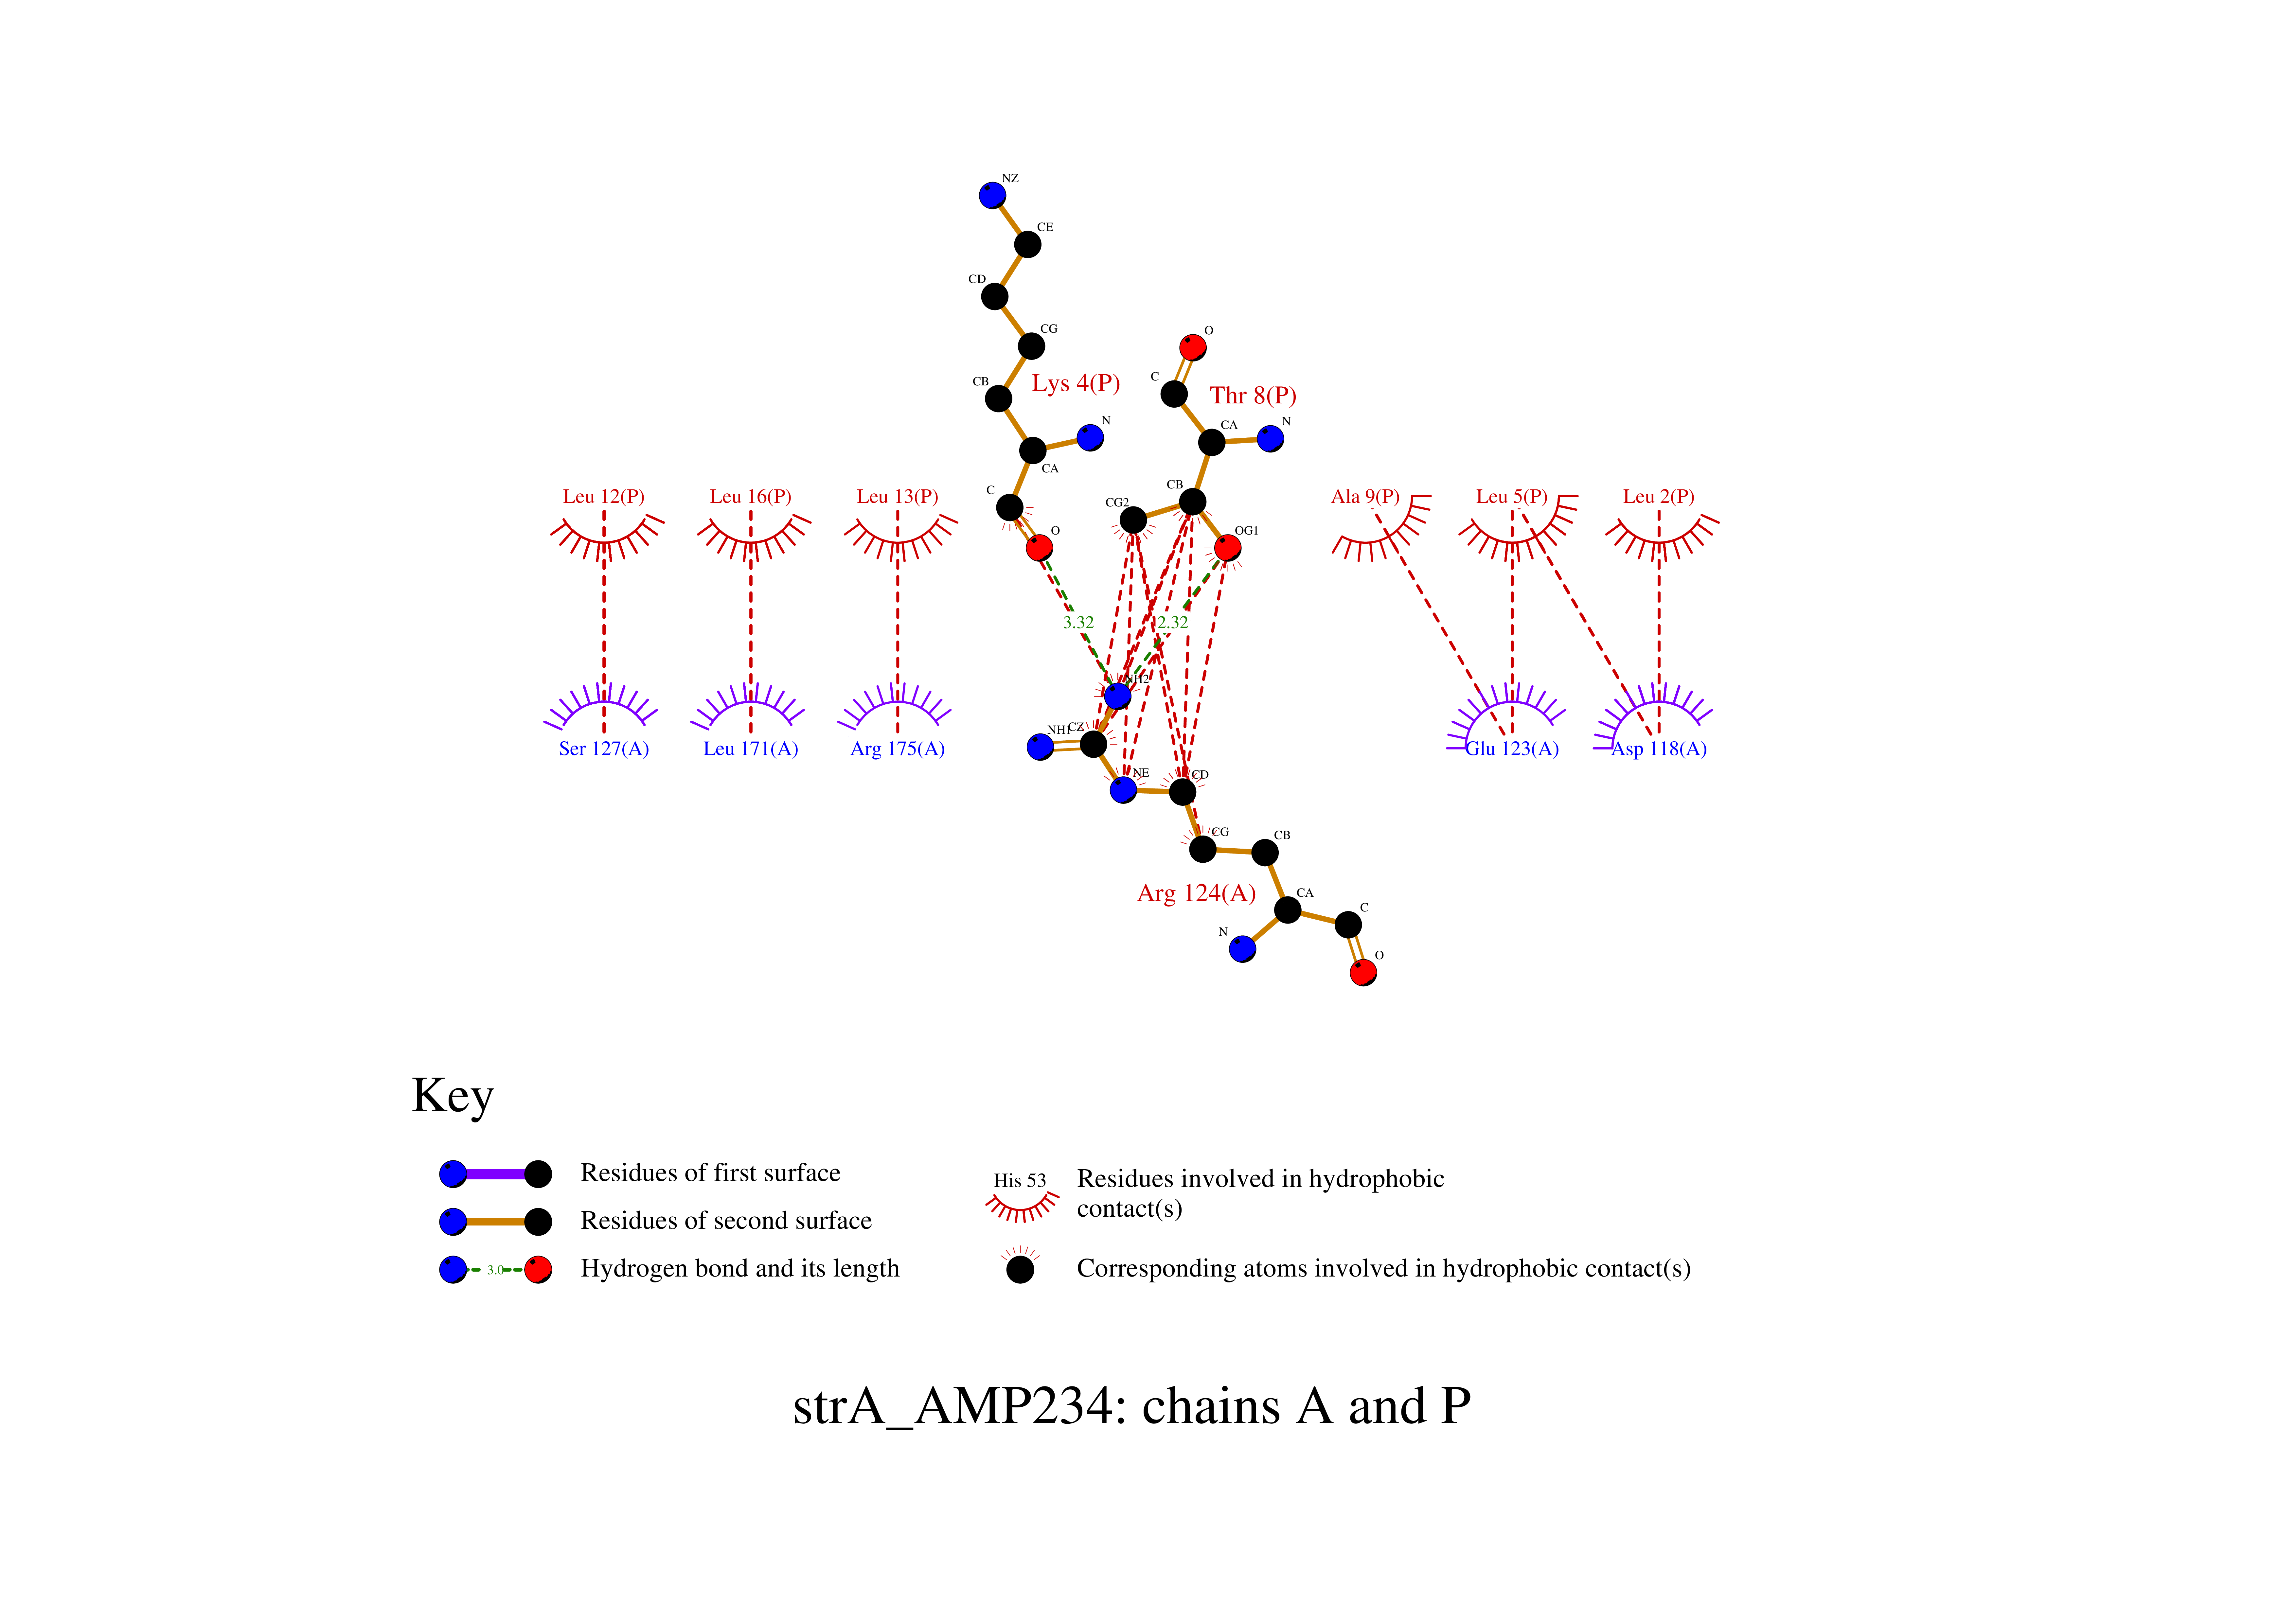 NZ
CE
CD
CG
O
CB
Lys 4(P)
C
Thr 8(P)
N
CA
N
CA
C
CB
Leu 12(P)
Leu 16(P)
Leu 13(P)
CG2
Ala 9(P)
Leu 5(P)
Leu 2(P)
O
OG1
3.32
2.32
NH2
NH1
CZ
Ser 127(A)
Leu 171(A)
Arg 175(A)
Glu 123(A)
Asp 118(A)
NE
CD
CG
CB
Arg 124(A)
CA
C
N
O
Key
Residues of first surface
Residues of second surface
3.0
Hydrogen bond and its length
His 53
Residues involved in hydrophobic
contact(s)
Corresponding atoms involved in hydrophobic contact(s)
strA_AMP234: chains A and P